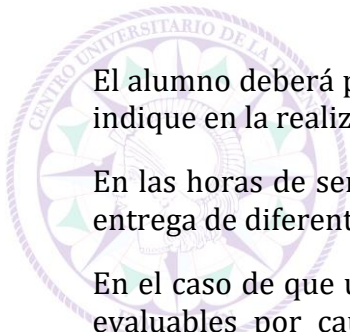 CENTRO UNIVERSITARIO DE LA DE
El alumno deberá p
indique en la realiz
En las horas de ser
entrega de diferent
En el caso de que u
evaluables por cau